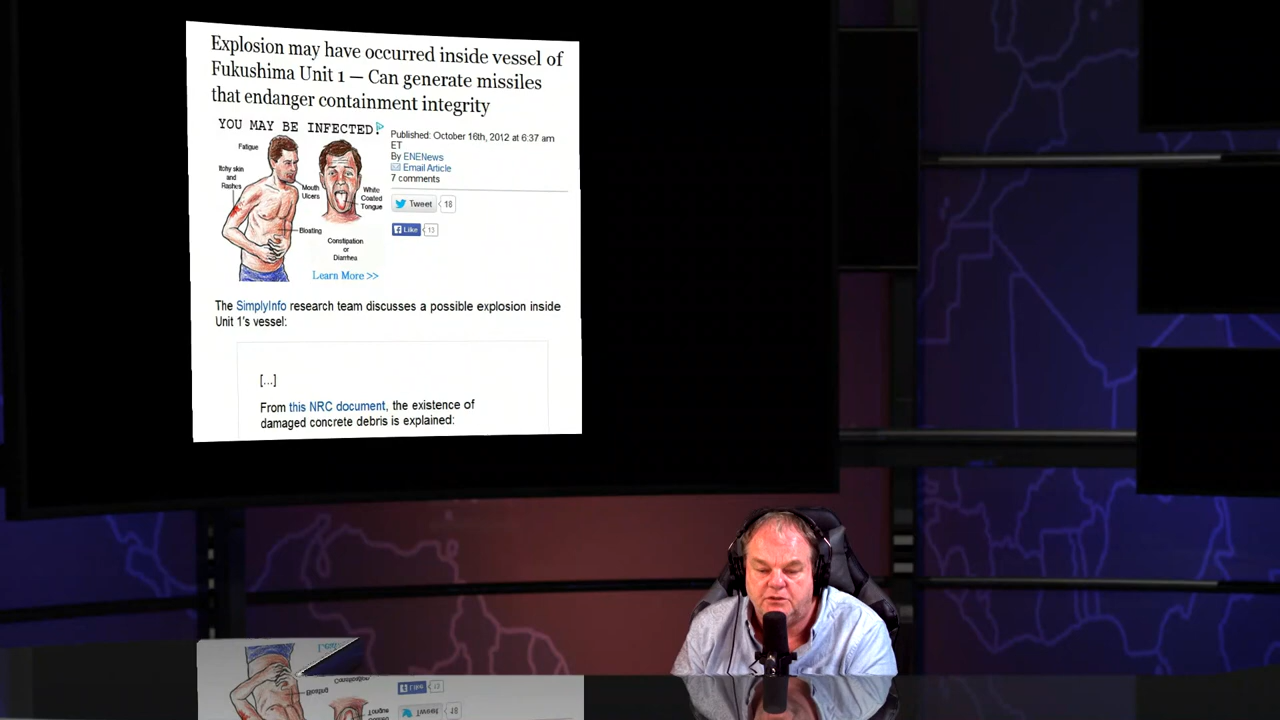 Explosion may have occurred inside vessel of
Fukushima Unit 1 — Can generate missiles
that endanger containment integrity
YOU MAY BE INFECTED!
Fatigue
Itchy skin
and
Rashes
Mouth
Ulcers
White
Coated
Tongue
Bloating
Constipation
or
Diarrhea
Learn More >>
Published: October 16th, 2012 at 6:37 am
ET
By ENENews
Email Article
7 comments
Tweet 18
Like 13
The SimplyInfo research team discusses a possible explosion inside
Unit 1's vessel:
[...]
From this NRC document, the existence of
damaged concrete debris is explained: